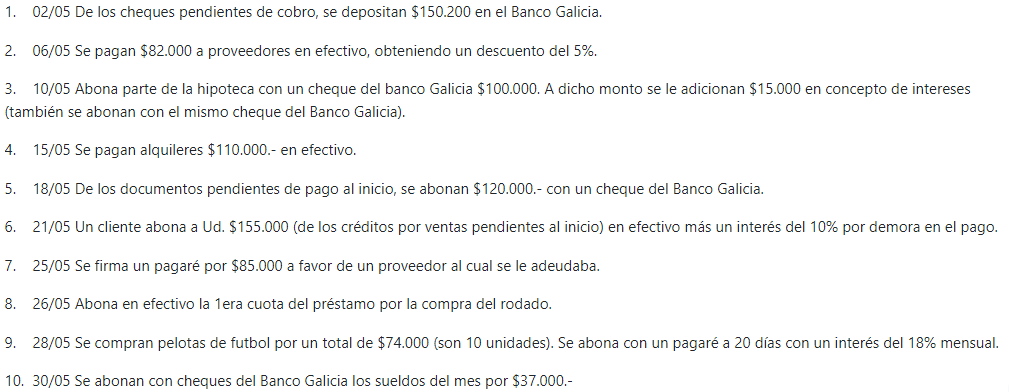 1. 02/05 De los cheques pendientes de cobro, se depositan $150.200 en el Banco Galicia.
2. 06/05 Se pagan $82.000 a proveedores en efectivo, obteniendo un descuento del 5%.
3. 10/05 Abona parte de la hipoteca con un cheque del banco Galicia $100.000. A dicho monto se le adicionan $15.000 en concepto de intereses
(también se abonan con el mismo cheque del Banco Galicia).
4. 15/05 Se pagan alquileres $110.000.- en efectivo.
5. 18/05 De los documentos pendientes de pago al inicio, se abonan $120.000.- con un cheque del Banco Galicia.
6. 21/05 Un cliente abona a Ud. $155.000 (de los créditos por ventas pendientes al inicio) en efectivo más un interés del 10% por demora en el pago.
7. 25/05 Se firma un pagaré por $85.000 a favor de un proveedor al cual se le adeudaba.
8. 26/05 Abona en efectivo la 1era cuota del préstamo por la compra del rodado.
9. 28/05 Se compran pelotas de futbol por un total de $74.000 (son 10 unidades). Se abona con un pagaré a 20 días con un interés del 18% mensual.
10. 30/05 Se abonan con cheques del Banco Galicia los sueldos del mes por $37.000.-